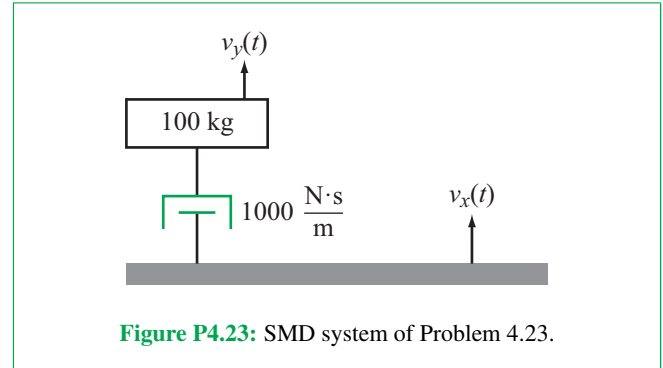 v_y(t)
100 kg
1000 N·s/m
v_x(t)
Figure P4.23: SMD system of Problem 4.23.